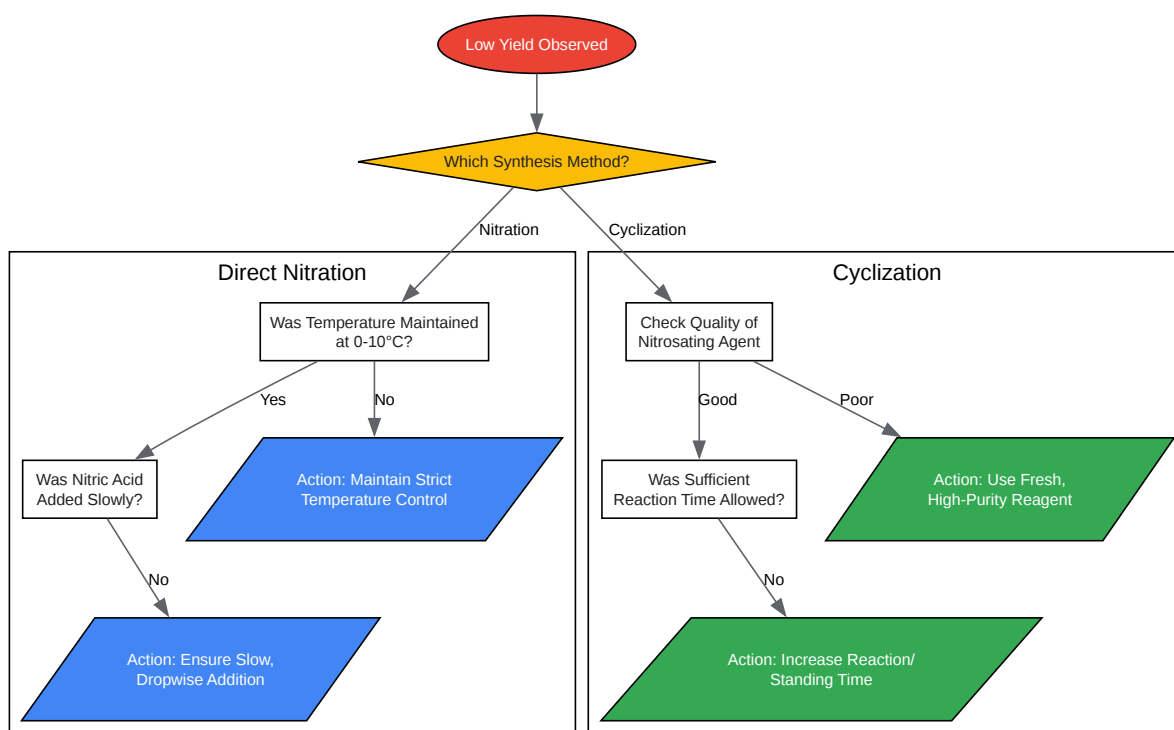 Low Yield Observed
Which Synthesis Method?
Nitration
Cyclization
Direct Nitration
Was Temperature Maintained
at 0-10°C?
Yes
No
Was Nitric Acid
Added Slowly?
Action: Maintain Strict
Temperature Control
No
Action: Ensure Slow,
Dropwise Addition
Cyclization
Check Quality of
Nitrosating Agent
Good
Poor
Was Sufficient
Reaction Time Allowed?
Action: Use Fresh,
High-Purity Reagent
No
Action: Increase Reaction/
Standing Time